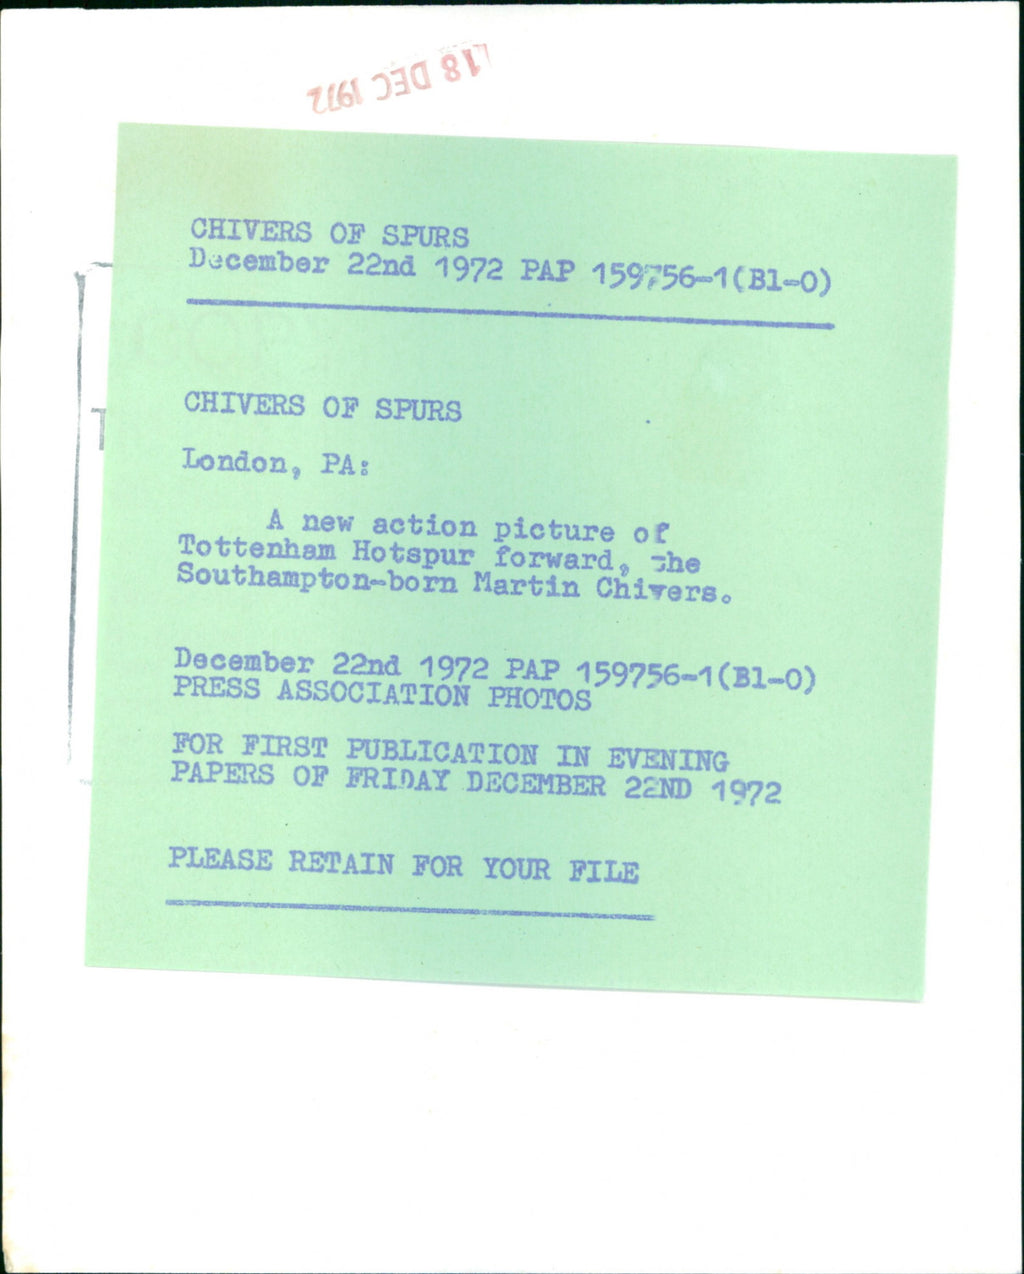 18 DEC 1972
CHIVERS OF SPURS
December 22nd 1972 PAP 159756-1(Bl-0)
CHIVERS OF SPURS
London, PA:
A new action picture of
Tottenham Hotspur forward, the
Southampton-born Martin Chivers.
December 22nd 1972 PAP 159756-1(Bl-0)
PRESS ASSOCIATION PHOTOS
FOR FIRST PUBLICATION IN EVENING
PAPERS OF FRIDAY DECEMBER 22ND 1972
PLEASE RETAIN FOR YOUR FILE